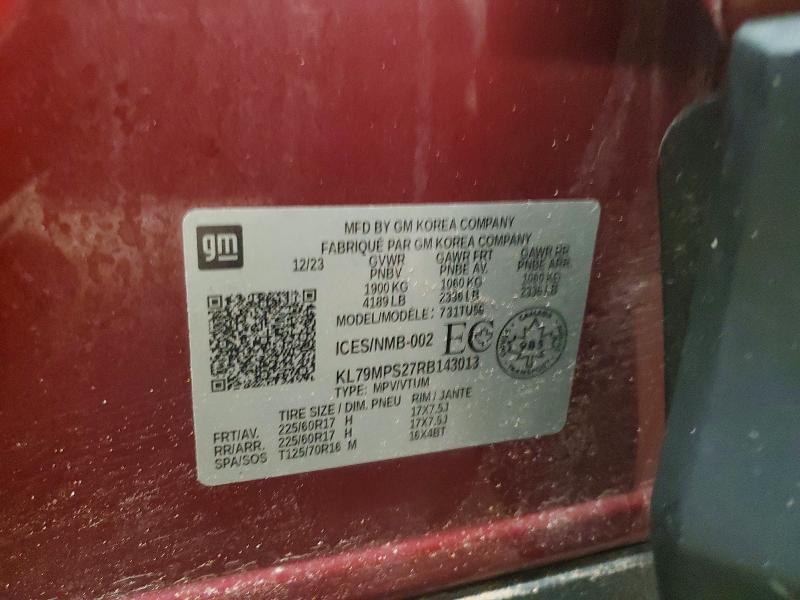 gm
MFD BY GM KOREA COMPANY
FABRIQUÉ PAR GM KOREA COMPANY
12/23 GVWR GAWR FRT GAWR RR
PNBV PNBE AV. PNBE ARR.
1900 KG 1060 KG 1060 KG
4189 LB 2336 LB 2336 LB
MODEL/MODÈLE: 731TU56
ICES/NMB-002 EC
CANADA
TRANSPORT
KL79MPS27RB143013
TYPE: MPV/VTUM
TIRE SIZE / DIM. PNEU RIM / JANTE
FRT/AV. 225/60R17 H 17X7.5J
RR/ARR. 225/60R17 H 17X7.5J
SPA/SOS T125/70R16 M 16X4BT